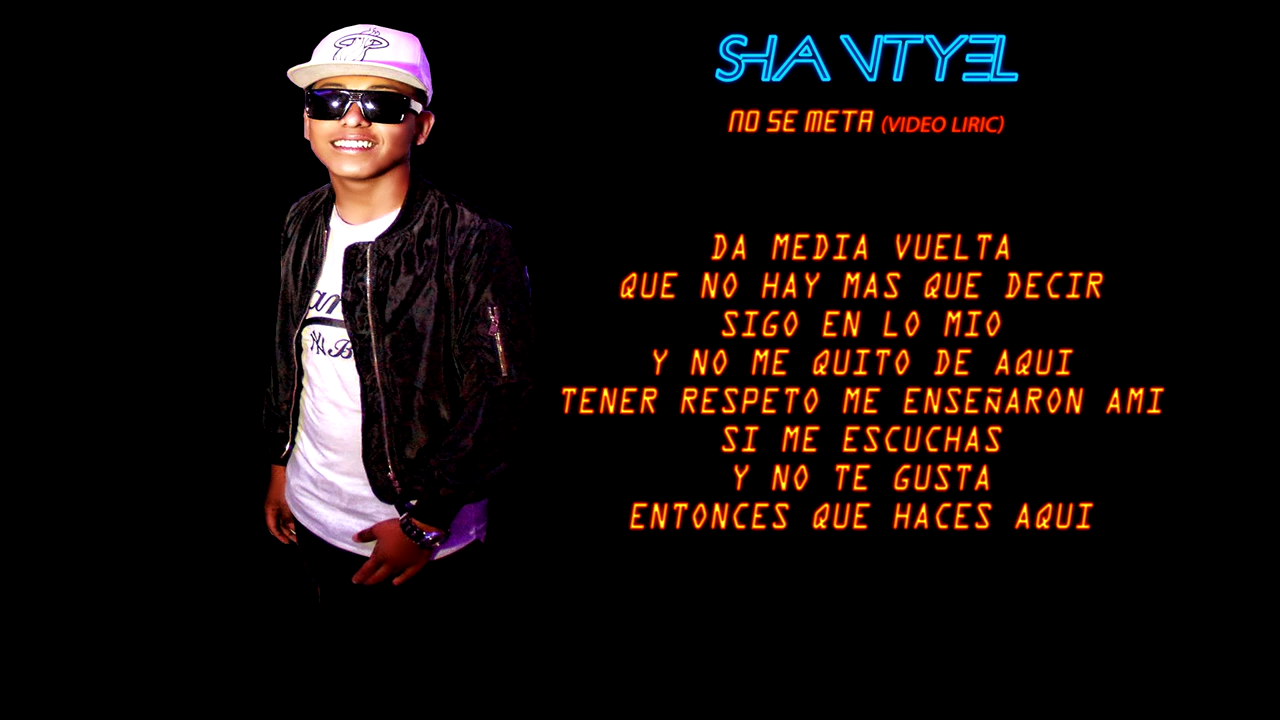 SHANTYEL
NO SE META (VIDEO LIRIC)
DA MEDIA VUELTA
QUE NO HAY MAS QUE DECIR
SIGO EN LO MIO
Y NO ME QUITO DE AQUI
TENER RESPETO ME ENSEÑARON AMI
SI ME ESCUCHAS
Y NO TE GUSTA
ENTONCES QUE HACES AQUI